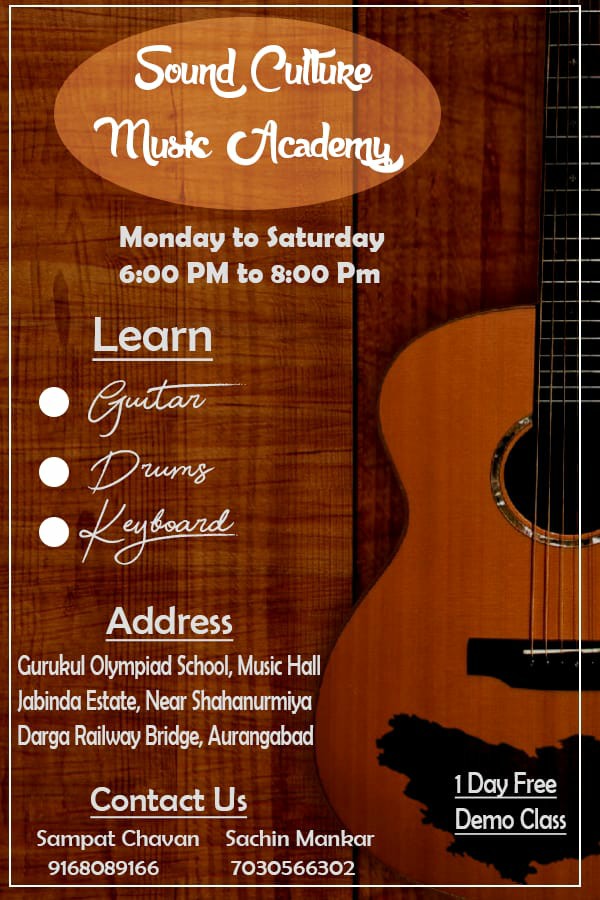 Sound Culture
Music Academy
Monday to Saturday
6:00 PM to 8:00 Pm
Learn
Guitar
Drums
Keyboard
Address
Gurukul Olympiad School, Music Hall
Jabinda Estate, Near Shahanurmiya
Darga Railway Bridge, Aurangabad
Contact Us
Sampat Chavan Sachin Mankar
9168089166 7030566302
1 Day Free
Demo Class